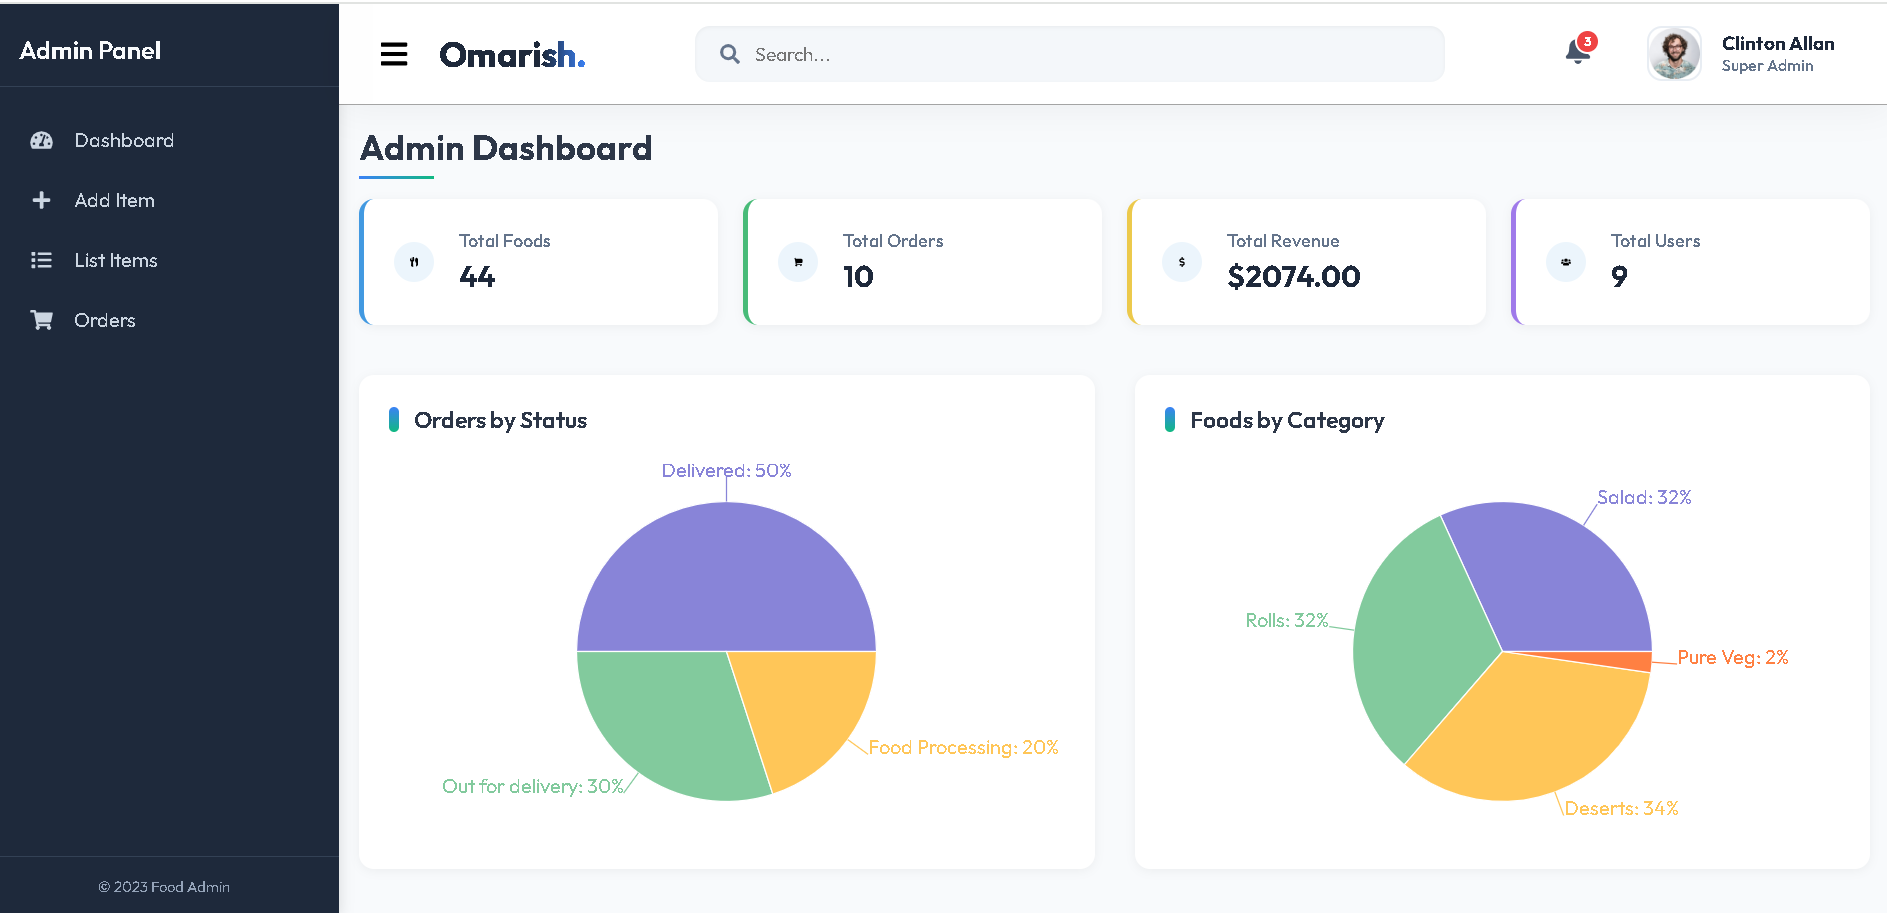 Admin Panel
Dashboard
Add Item
List Items
Orders
© 2023 Food Admin
Omarish.
Search...
3
Clinton Allan
Super Admin
Admin Dashboard
Total Foods
44
Total Orders
10
Total Revenue
$2074.00
Total Users
9
Orders by Status
Delivered: 50%
Food Processing: 20%
Out for delivery: 30%
Foods by Category
Salad: 32%
Rolls: 32%
Pure Veg: 2%
Deserts: 34%